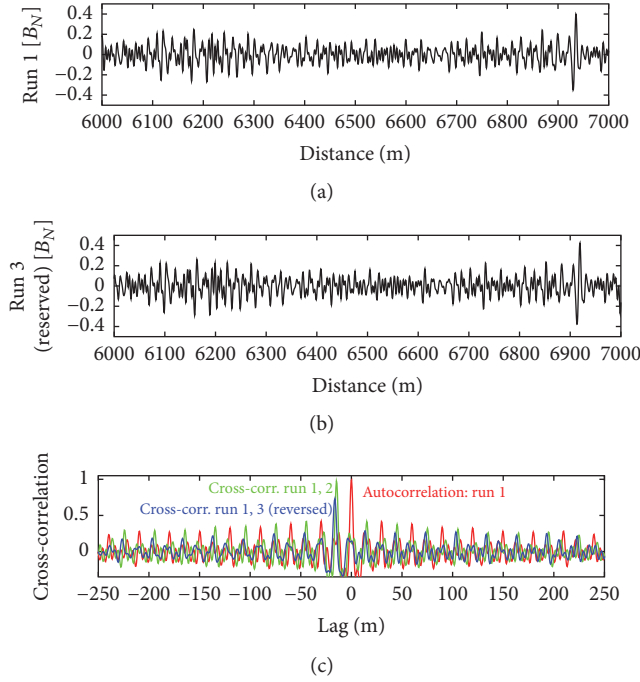 0.4
0.2
0
−0.2
−0.4
Run 1 [B_N]
6000 6100 6200 6300 6400 6500 6600 6700 6800 6900 7000
Distance (m)
(a)
0.4
0.2
0
−0.2
−0.4
Run 3
(reserved) [B_N]
6000 6100 6200 6300 6400 6500 6600 6700 6800 6900 7000
Distance (m)
(b)
1
0.5
0
Cross-correlation
Cross-corr. run 1, 2
Autocorrelation: run 1
Cross-corr. run 1, 3 (reversed)
−250 −200 −150 −100 −50 0 50 100 150 200 250
Lag (m)
(c)